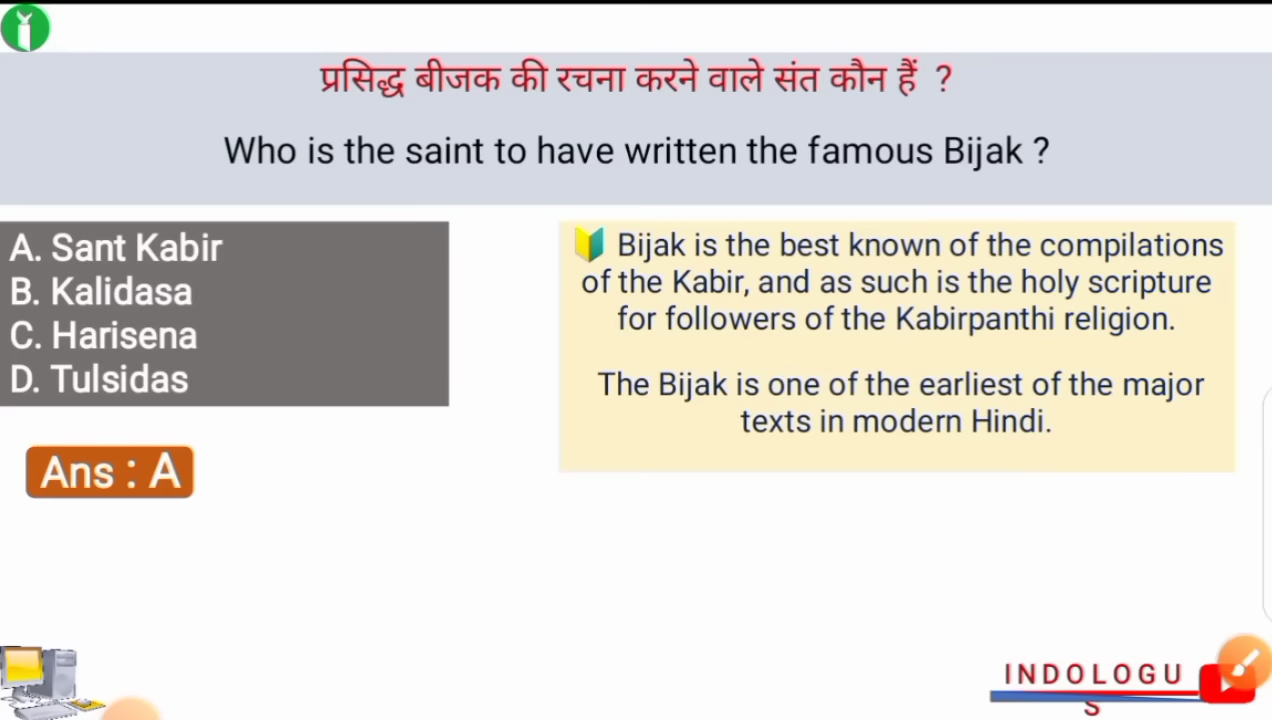 प्रसिद्ध बीजक की रचना करने वाले संत कौन हैं ?
Who is the saint to have written the famous Bijak ?
A. Sant Kabir
B. Kalidasa
C. Harisena
D. Tulsidas
Ans : A
Bijak is the best known of the compilations
of the Kabir, and as such is the holy scripture
for followers of the Kabirpanthi religion.
The Bijak is one of the earliest of the major
texts in modern Hindi.
INDOLOGU
S